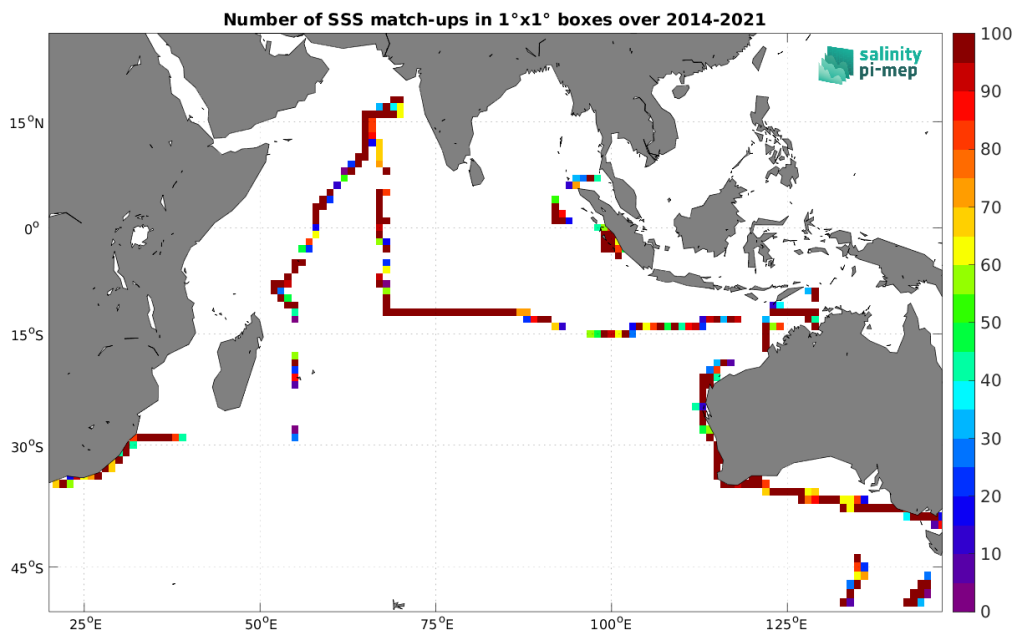 Number of SSS match-ups in 1°x1° boxes over 2014-2021
salinity
pi-mep
100
90
80
70
60
50
40
30
20
10
0
15°N
0°
15°S
30°S
45°S
25°E
50°E
75°E
100°E
125°E